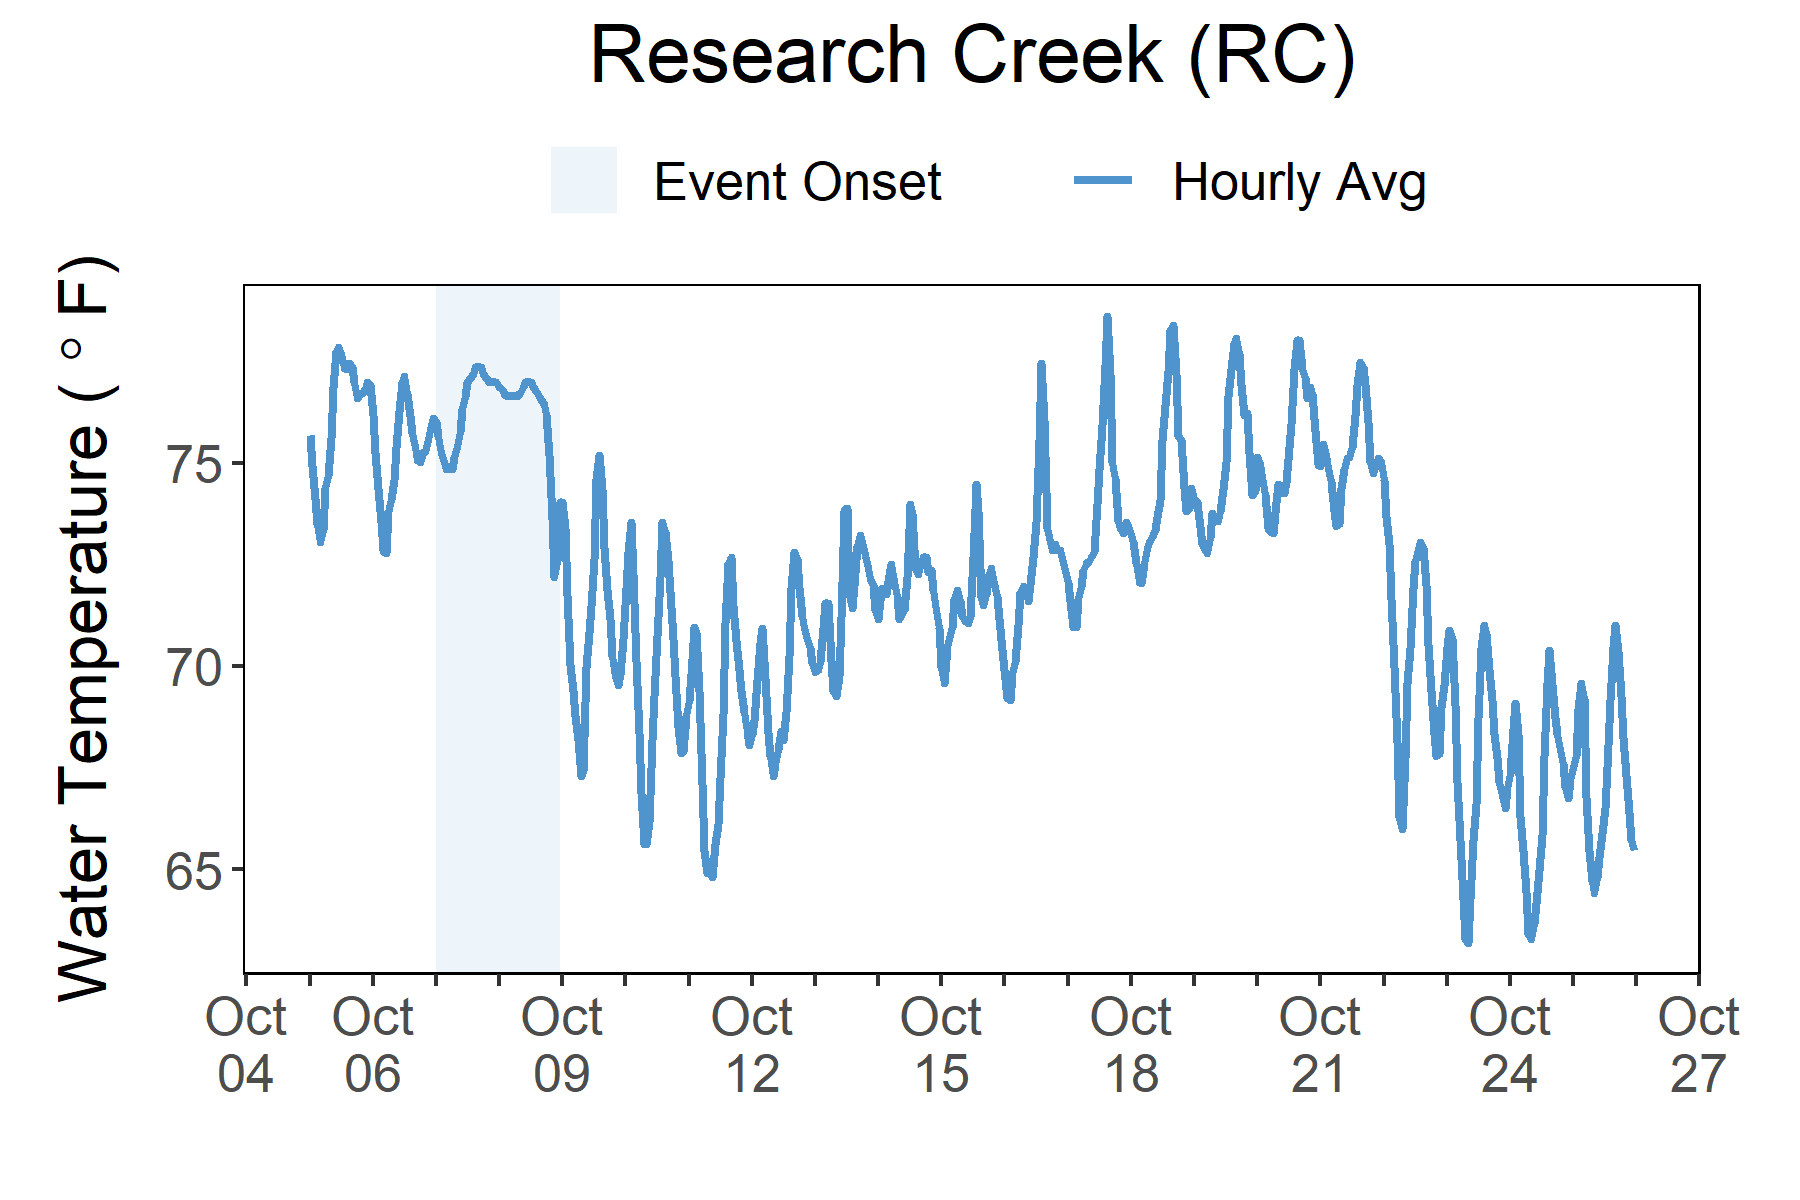 Research Creek (RC)
Event Onset
Hourly Avg
Water Temperature ( ° F)
75
70
65
Oct
04
Oct
06
Oct
09
Oct
12
Oct
15
Oct
18
Oct
21
Oct
24
Oct
27